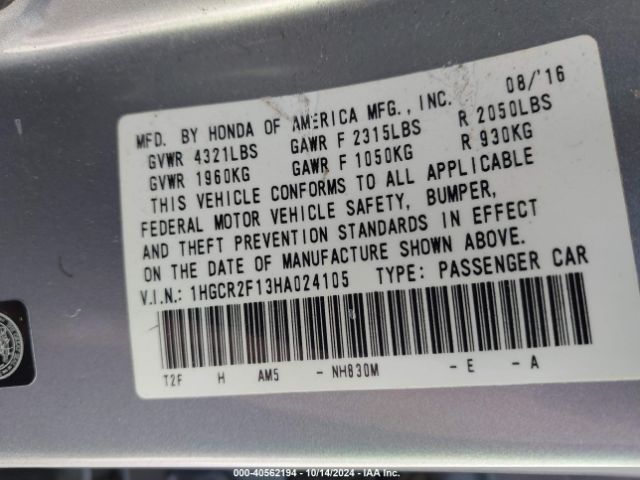 MFD. BY HONDA OF AMERICA MFG., INC. 08/'16
GVWR 4321LBS GAWR F 2315LBS R 2050LBS
GVWR 1960KG GAWR F 1050KG R 930KG
THIS VEHICLE CONFORMS TO ALL APPLICABLE
FEDERAL MOTOR VEHICLE SAFETY, BUMPER,
AND THEFT PREVENTION STANDARDS IN EFFECT
ON THE DATE OF MANUFACTURE SHOWN ABOVE.
V.I.N.: 1HGCR2F13HA024105 TYPE: PASSENGER CAR
T2F H AM5 - NH830M - E - A
000-40562194 - 10/14/2024 - IAA Holdings, LLC.